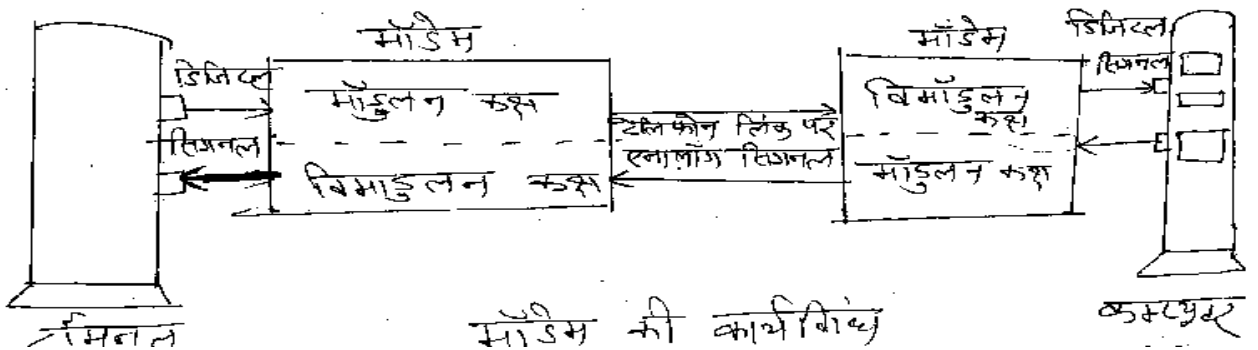 मॉडेम
मॉडेम
डिजिटल
सिगनल
डिजिटल
सिगनल
मॉडुलन कक्ष
विमाडुलन कक्ष
टेलीफोन लिंक पर
एनालॉग सिगनल
विमॉडुलन
कक्ष
मॉडुलन कक्ष
र्टमिनल
मॉडेम की कार्यविधि
कम्प्यूटर